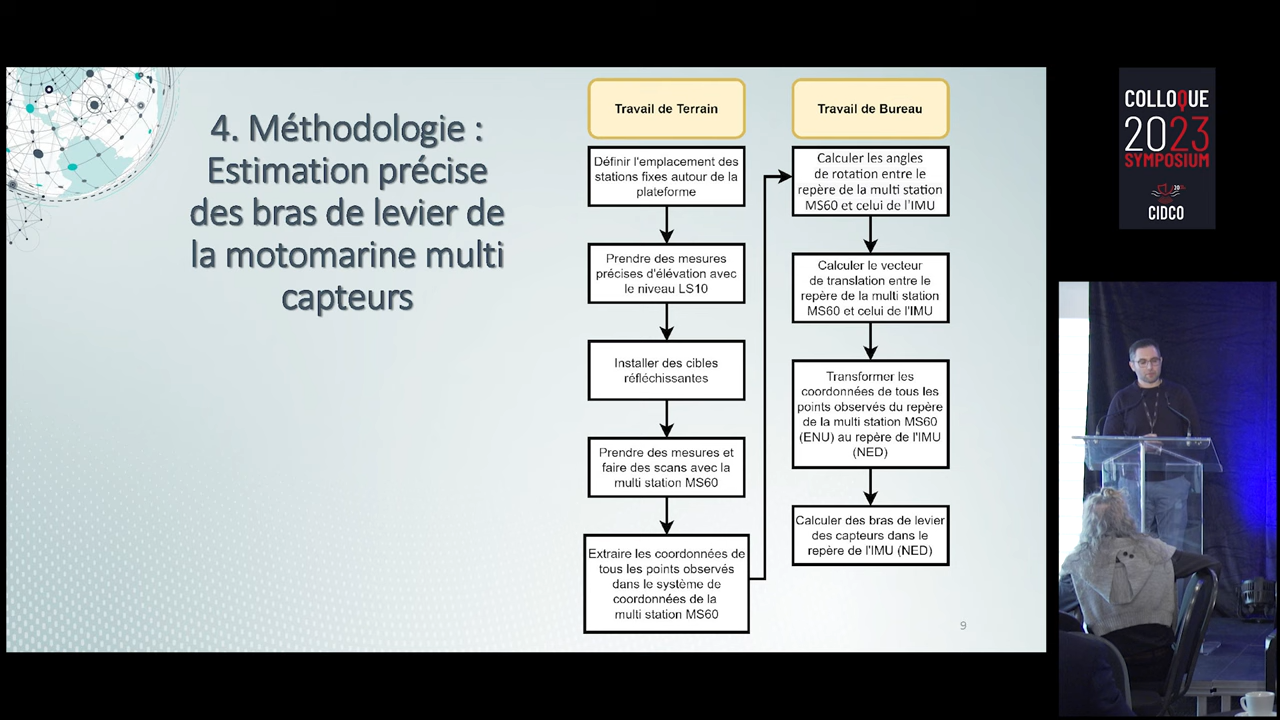 4. Méthodologie :
Estimation précise
des bras de levier de
la motomarine multi
capteurs
Travail de Terrain
Définir l'emplacement des
stations fixes autour de la
plateforme
Prendre des mesures
précises d'élévation avec
le niveau LS10
Installer des cibles
réfléchissantes
Prendre des mesures et
faire des scans avec la
multi station MS60
Extraire les coordonnées de
tous les points observés
dans le système de
coordonnées de la
multi station MS60
Travail de Bureau
Calculer les angles
de rotation entre le
repère de la multi station
MS60 et celui de l'IMU
Calculer le vecteur
de translation entre le
repère de la multi station
MS60 et celui de l'IMU
Transformer les
coordonnées de tous les
points observés du repère
de la multi station MS60
(ENU) au repère de l'IMU
(NED)
Calculer des bras de levier
des capteurs dans le
repère de l'IMU (NED)
9
COLLOQUE
2023
SYMPOSIUM
CIDCO